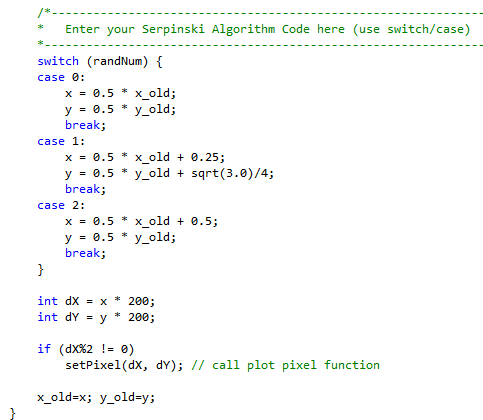 /*--------------------------------------------------------------
*   Enter your Serpinski Algorithm Code here (use switch/case)
*--------------------------------------------------------------
switch (randNum) {
case 0:
    x = 0.5 * x_old;
    y = 0.5 * y_old;
    break;
case 1:
    x = 0.5 * x_old + 0.25;
    y = 0.5 * y_old + sqrt(3.0)/4;
    break;
case 2:
    x = 0.5 * x_old + 0.5;
    y = 0.5 * y_old;
    break;
}
int dX = x * 200;
int dY = y * 200;
if (dX%2 != 0)
    setPixel(dX, dY); // call plot pixel function
x_old=x; y_old=y;
}